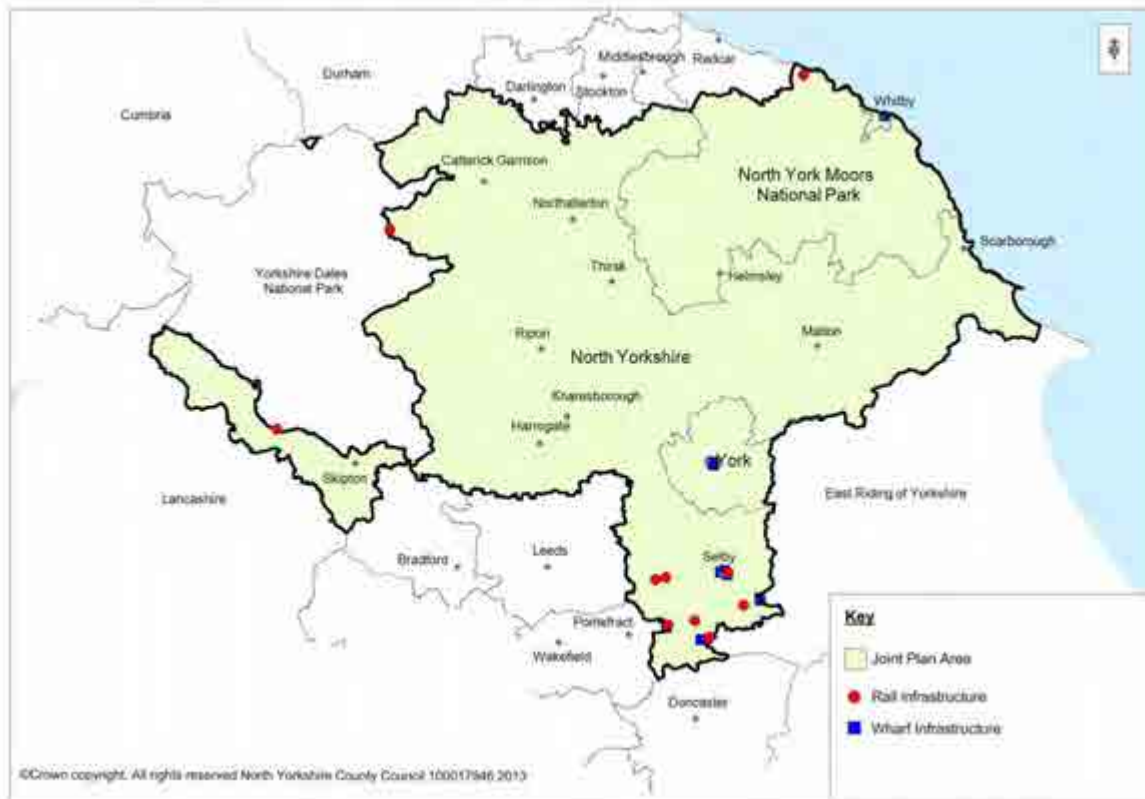 Redcar
Middlesbrough
Durham
Darlington
Stockton
Cumbria
Whitby
Catterick Garrison
North York Moors
National Park
Northallerton
Scarborough
Yorkshire Dales
National Park
Thirsk
Helmsley
Ripon
North Yorkshire
Malton
Knaresborough
Harrogate
York
Skipton
Lancashire
East Riding of Yorkshire
Bradford
Leeds
Selby
Pontefract
Wakefield
Doncaster
Key
Joint Plan Area
Rail Infrastructure
Wharf Infrastructure
©Crown copyright. All rights reserved North Yorkshire County Council 100017946 2013